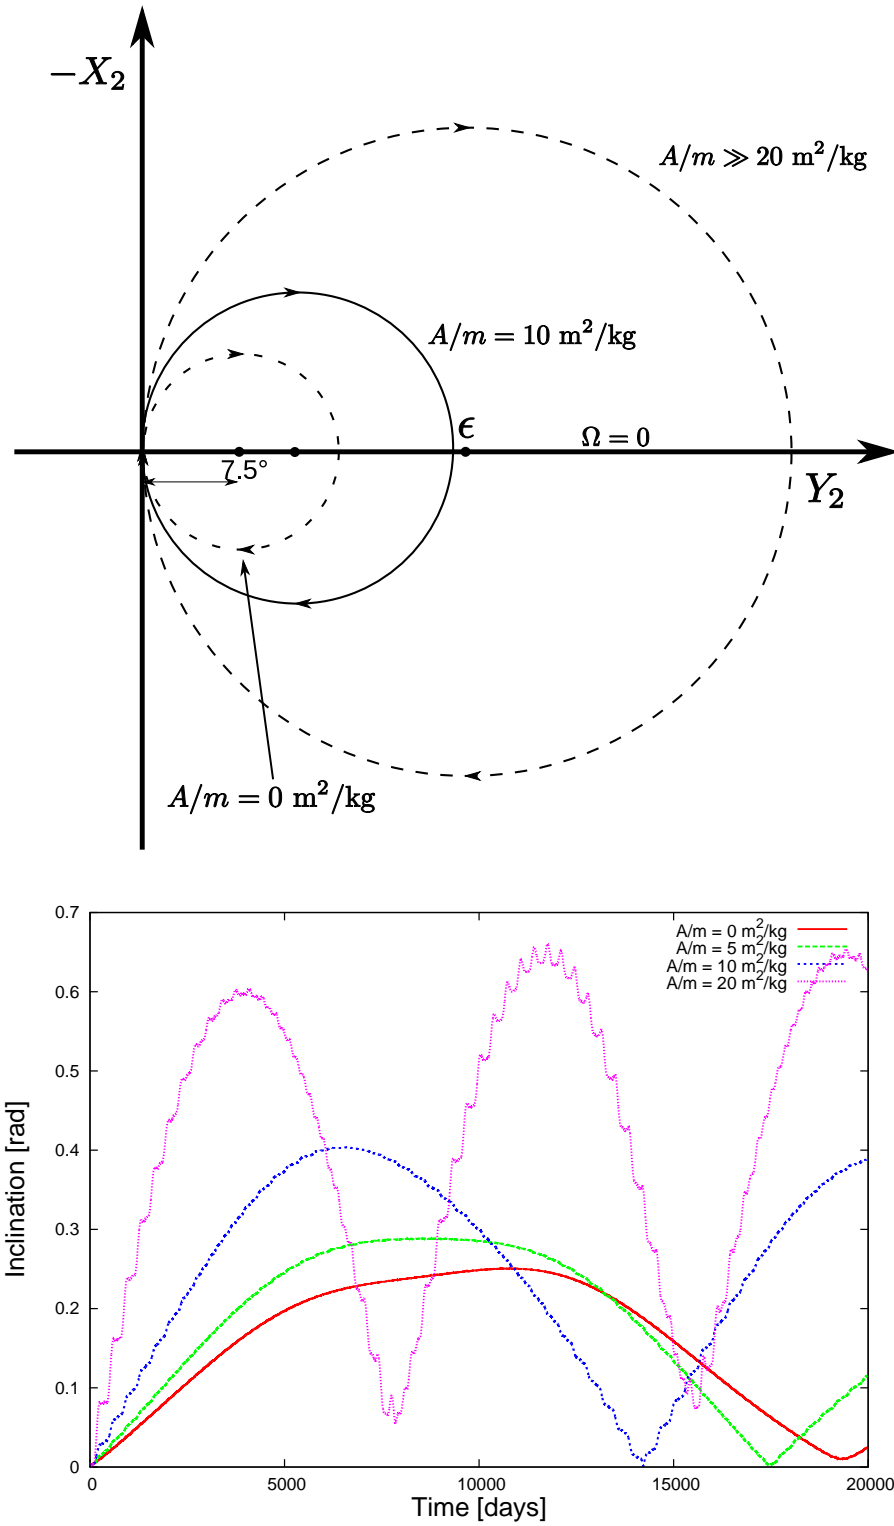 −X₂
A/m ≫ 20 m²/kg
A/m = 10 m²/kg
ϵ
Ω = 0
7.5°
Y₂
A/m = 0 m²/kg
0.7
0.6
0.5
0.4
0.3
0.2
0.1
0
Inclination [rad]
A/m = 0 m²/kg
A/m = 5 m²/kg
A/m = 10 m²/kg
A/m = 20 m²/kg
0 5000 10000 15000 20000
Time [days]